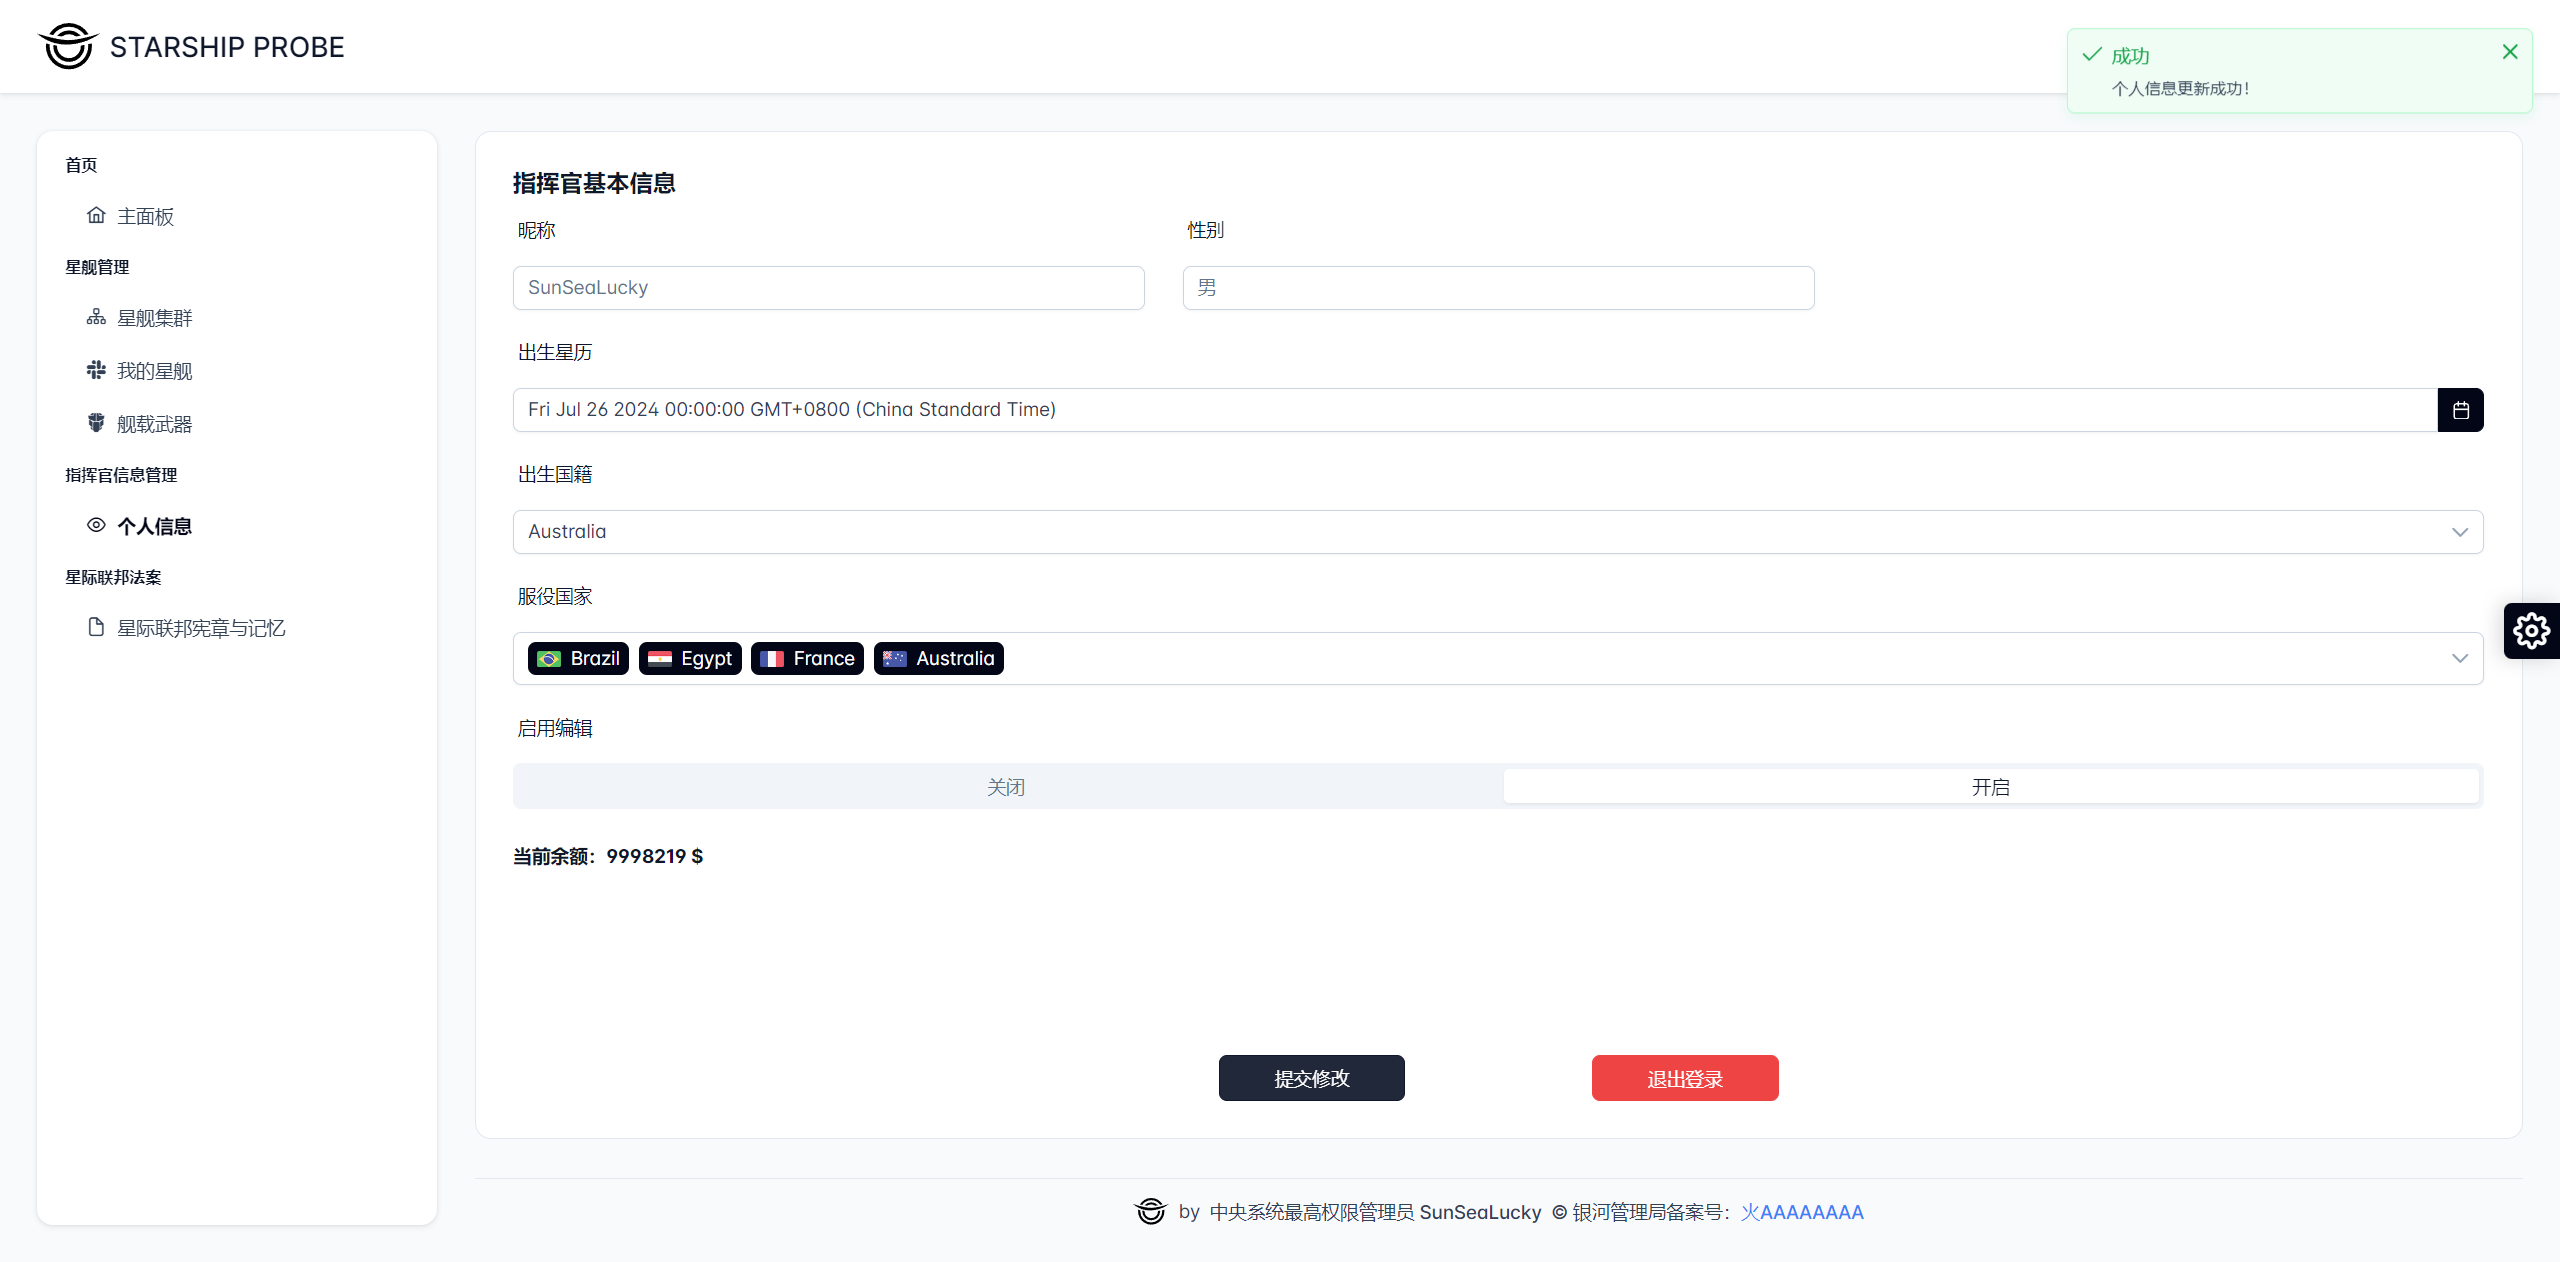 STARSHIP PROBE
成功
个人信息更新成功！
首页
主面板
星舰管理
星舰集群
我的星舰
舰载武器
指挥官信息管理
个人信息
星际联邦法案
星际联邦宪章与记忆
指挥官基本信息
昵称 性别
SunSeaLucky 男
出生星历
Fri Jul 26 2024 00:00:00 GMT+0800 (China Standard Time)
出生国籍
Australia
服役国家
Brazil Egypt France Australia
启用编辑
关闭 开启
当前余额：9998219 $
提交修改 退出登录
by 中央系统最高权限管理员 SunSeaLucky © 银河管理局备案号：火AAAAAAAA